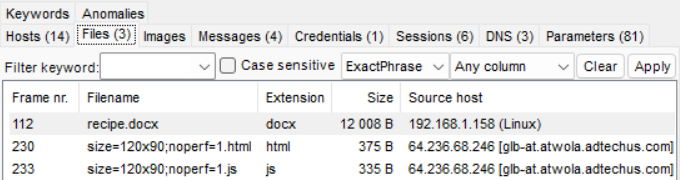 Keywords Anomalies
Hosts (14) Files (3) Images Messages (4) Credentials (1) Sessions (6) DNS (3) Parameters (81)
Filter keyword: Case sensitive ExactPhrase Any column Clear Apply
Frame nr. Filename Extension Size Source host
112 recipe.docx docx 12 008 B 192.168.1.158 (Linux)
230 size=120x90;noperf=1.html html 375 B 64.236.68.246 [glb-at.atwola.adtechus.com]
233 size=120x90;noperf=1.js js 335 B 64.236.68.246 [glb-at.atwola.adtechus.com]